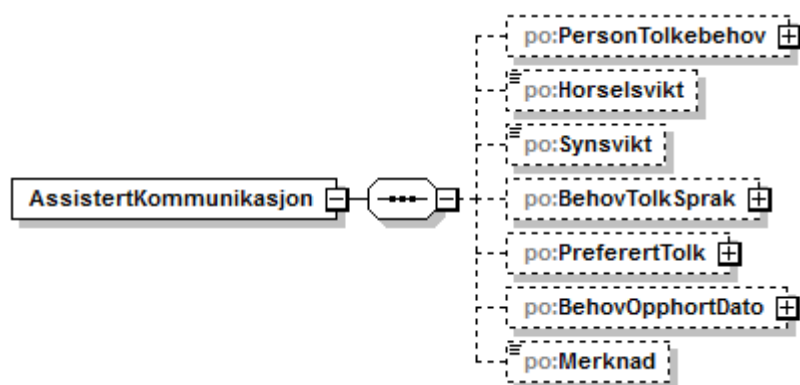 po:PersonTolkebehov
po:Horselsvikt
po:Synsvikt
AssistertKommunikasjon
po:BehovTolkSprak
po:PreferertTolk
po:BehovOpphortDato
po:Merknad